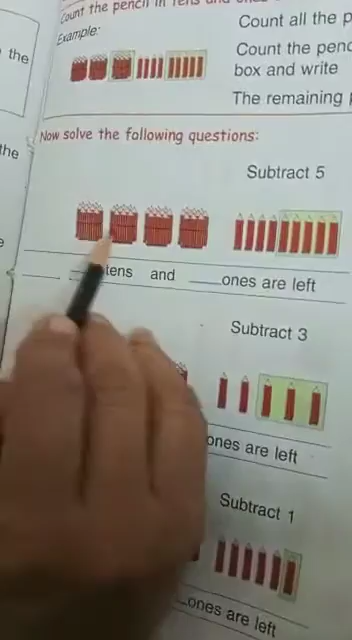 Count the pencil in tens and ones
Example:
Count all the p
Count the penc
box and write
The remaining
the
Now solve the following questions:
the
Subtract 5
tens and ones are left
Subtract 3
ones are left
Subtract 1
ones are left